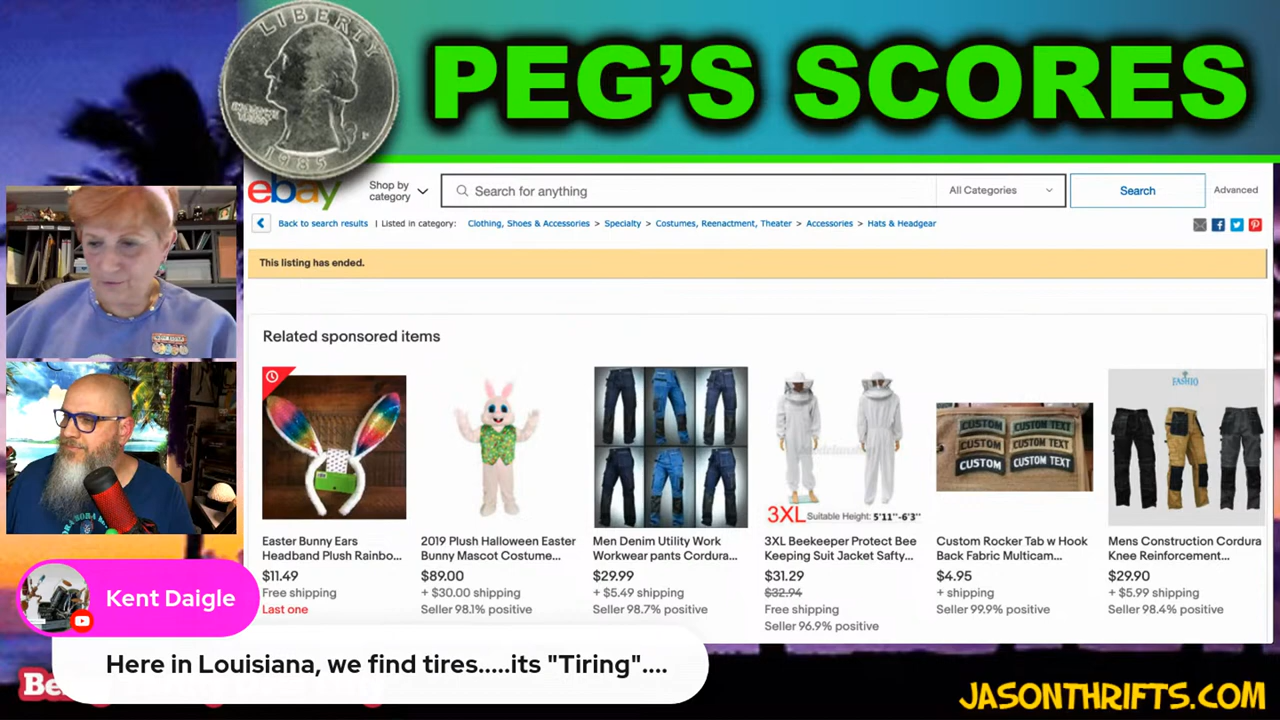 LIBERTY
IN GOD WE
TRUST
P
1985
PEG'S SCORES
ebay
Shop by
category
Search for anything
All Categories
Search
Advanced
Back to search results
Listed in category:
Clothing, Shoes & Accessories > Specialty > Costumes, Reenactment, Theater > Accessories > Hats & Headgear
This listing has ended.
Related sponsored items
3XL Suitable Height: 5'11"-6'3"
FASHIO
CUSTOM
CUSTOM
CUSTOM
CUSTOM TEXT
CUSTOM TEXT
CUSTOM TEXT
Easter Bunny Ears
Headband Plush Rainbo...
$11.49
Free shipping
Last one
2019 Plush Halloween Easter
Bunny Mascot Costume...
$89.00
+ $30.00 shipping
Seller 98.1% positive
Men Denim Utility Work
Workwear pants Cordura...
$29.99
+ $5.49 shipping
Seller 98.7% positive
3XL Beekeeper Protect Bee
Keeping Suit Jacket Safty...
$31.29
$32.94
Free shipping
Seller 96.9% positive
Custom Rocker Tab w Hook
Back Fabric Multicam...
$4.95
+ shipping
Seller 99.9% positive
Mens Construction Cordura
Knee Reinforcement...
$29.90
+ $5.99 shipping
Seller 98.4% positive
Kent Daigle
Here in Louisiana, we find tires.....its "Tiring"....
JASONTHRIFTS.COM